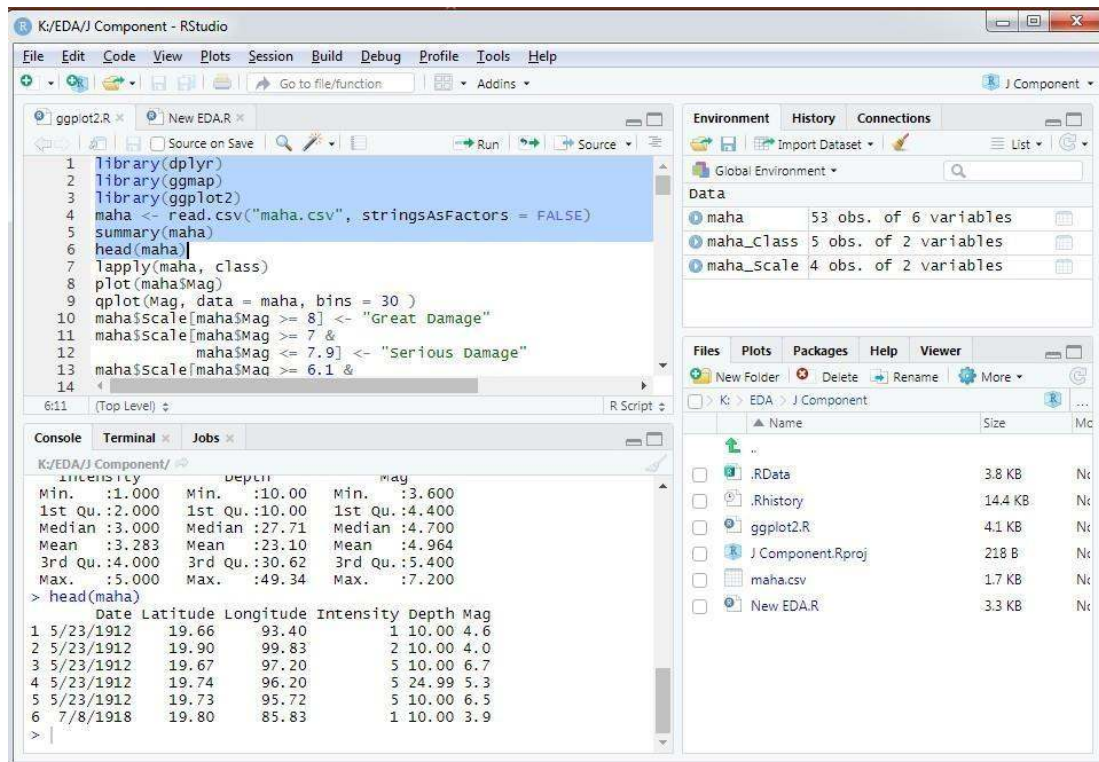 K:/EDA/J Component - RStudio
File Edit Code View Plots Session Build Debug Profile Tools Help
Go to file/function Addins J Component
ggplot2.R New EDA.R
Source on Save Run Source
1 library(dplyr)
2 library(ggmap)
3 library(ggplot2)
4 maha <- read.csv("maha.csv", stringsAsFactors = FALSE)
5 summary(maha)
6 head(maha)
7 lapply(maha, class)
8 plot(maha$Mag)
9 qplot(Mag, data = maha, bins = 30 )
10 maha$Scale[maha$Mag >= 8] <- "Great Damage"
11 maha$Scale[maha$Mag >= 7 &
12 maha$Mag <= 7.9] <- "Serious Damage"
13 maha$Scale[maha$Mag >= 6.1 &
14
6:11 (Top Level) R Script
Console Terminal Jobs
K:/EDA/J Component/
Intensity Depth Mag
Min. :1.000 Min. :10.00 Min. :3.600
1st Qu.:2.000 1st Qu.:10.00 1st Qu.:4.400
Median :3.000 Median :27.71 Median :4.700
Mean :3.283 Mean :23.10 Mean :4.964
3rd Qu.:4.000 3rd Qu.:30.62 3rd Qu.:5.400
Max. :5.000 Max. :49.34 Max. :7.200
> head(maha)
Date Latitude Longitude Intensity Depth Mag
1 5/23/1912 19.66 93.40 1 10.00 4.6
2 5/23/1912 19.90 99.83 2 10.00 4.0
3 5/23/1912 19.67 97.20 5 10.00 6.7
4 5/23/1912 19.74 96.20 5 24.99 5.3
5 5/23/1912 19.73 95.72 5 10.00 6.5
6 7/8/1918 19.80 85.83 1 10.00 3.9
>
Environment History Connections
Import Dataset List
Global Environment
Data
maha 53 obs. of 6 variables
maha_Class 5 obs. of 2 variables
maha_Scale 4 obs. of 2 variables
Files Plots Packages Help Viewer
New Folder Delete Rename More
K: > EDA > J Component ...
Name Size Mo
..
.RData 3.8 KB No
.Rhistory 14.4 KB No
ggplot2.R 4.1 KB No
J Component.Rproj 218 B No
maha.csv 1.7 KB No
New EDA.R 3.3 KB No